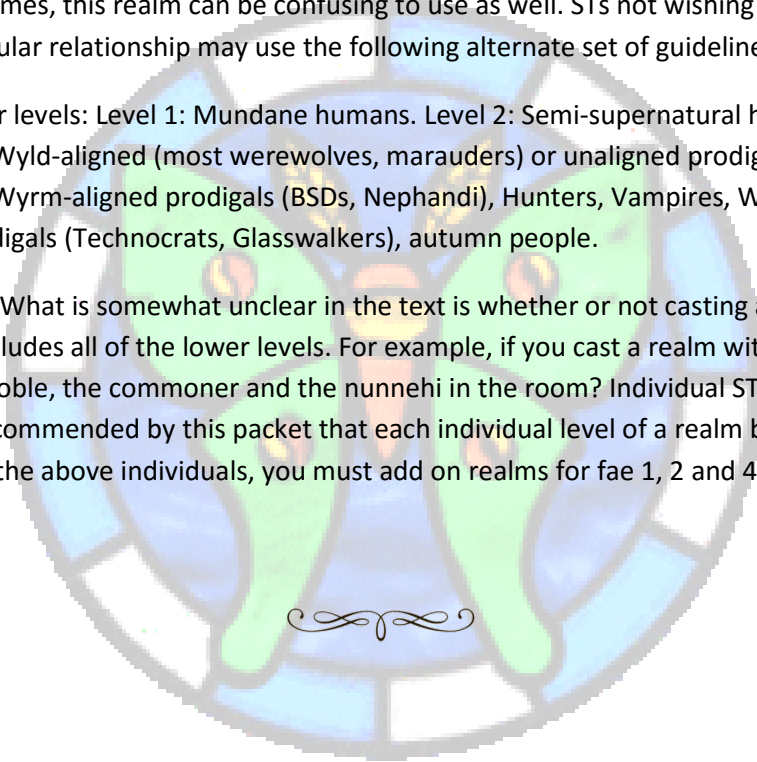 mes, this realm can be confusing to use as well. STs not wishing
ular relationship may use the following alternate set of guideline
r levels: Level 1: Mundane humans. Level 2: Semi-supernatural h
Wyld-aligned (most werewolves, marauders) or unaligned prodig
Wyrm-aligned prodigals (BSDs, Nephandi), Hunters, Vampires, W
digals (Technocrats, Glasswalkers), autumn people.
What is somewhat unclear in the text is whether or not casting a
ludes all of the lower levels. For example, if you cast a realm wit
oble, the commoner and the nunnehi in the room? Individual ST
commended by this packet that each individual level of a realm b
the above individuals, you must add on realms for fae 1, 2 and 4